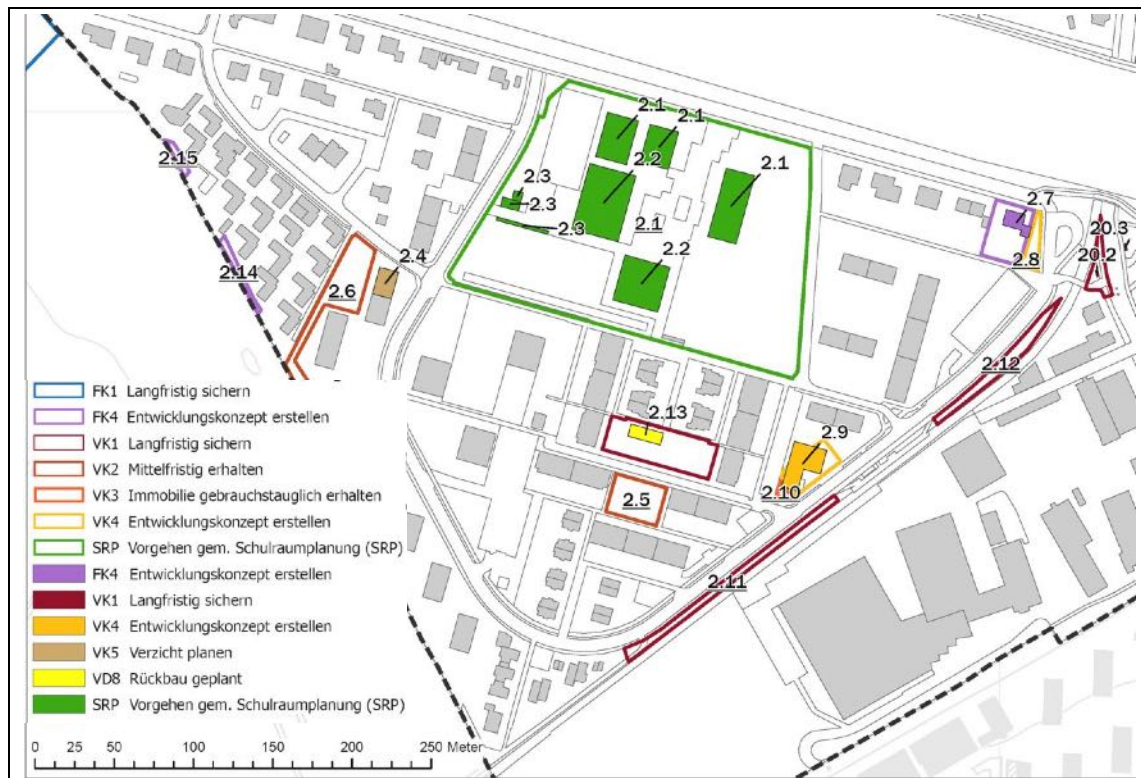 2.1
2.1
2.2
2.1
2.15
2.3
2.3
2.3
2.1
2.7
20.3
20.2
2.8
2.4
2.2
2.14
2.6
2.12
2.13
2.9
2.10
2.5
2.11
FK1 Langfristig sichern
FK4 Entwicklungskonzept erstellen
VK1 Langfristig sichern
VK2 Mittelfristig erhalten
VK3 Immobilie gebrauchstauglich erhalten
VK4 Entwicklungskonzept erstellen
SRP Vorgehen gem. Schulraumplanung (SRP)
FK4 Entwicklungskonzept erstellen
VK1 Langfristig sichern
VK4 Entwicklungskonzept erstellen
VK5 Verzicht planen
VD8 Rückbau geplant
SRP Vorgehen gem. Schulraumplanung (SRP)
0 25 50 100 150 200 250 Meter